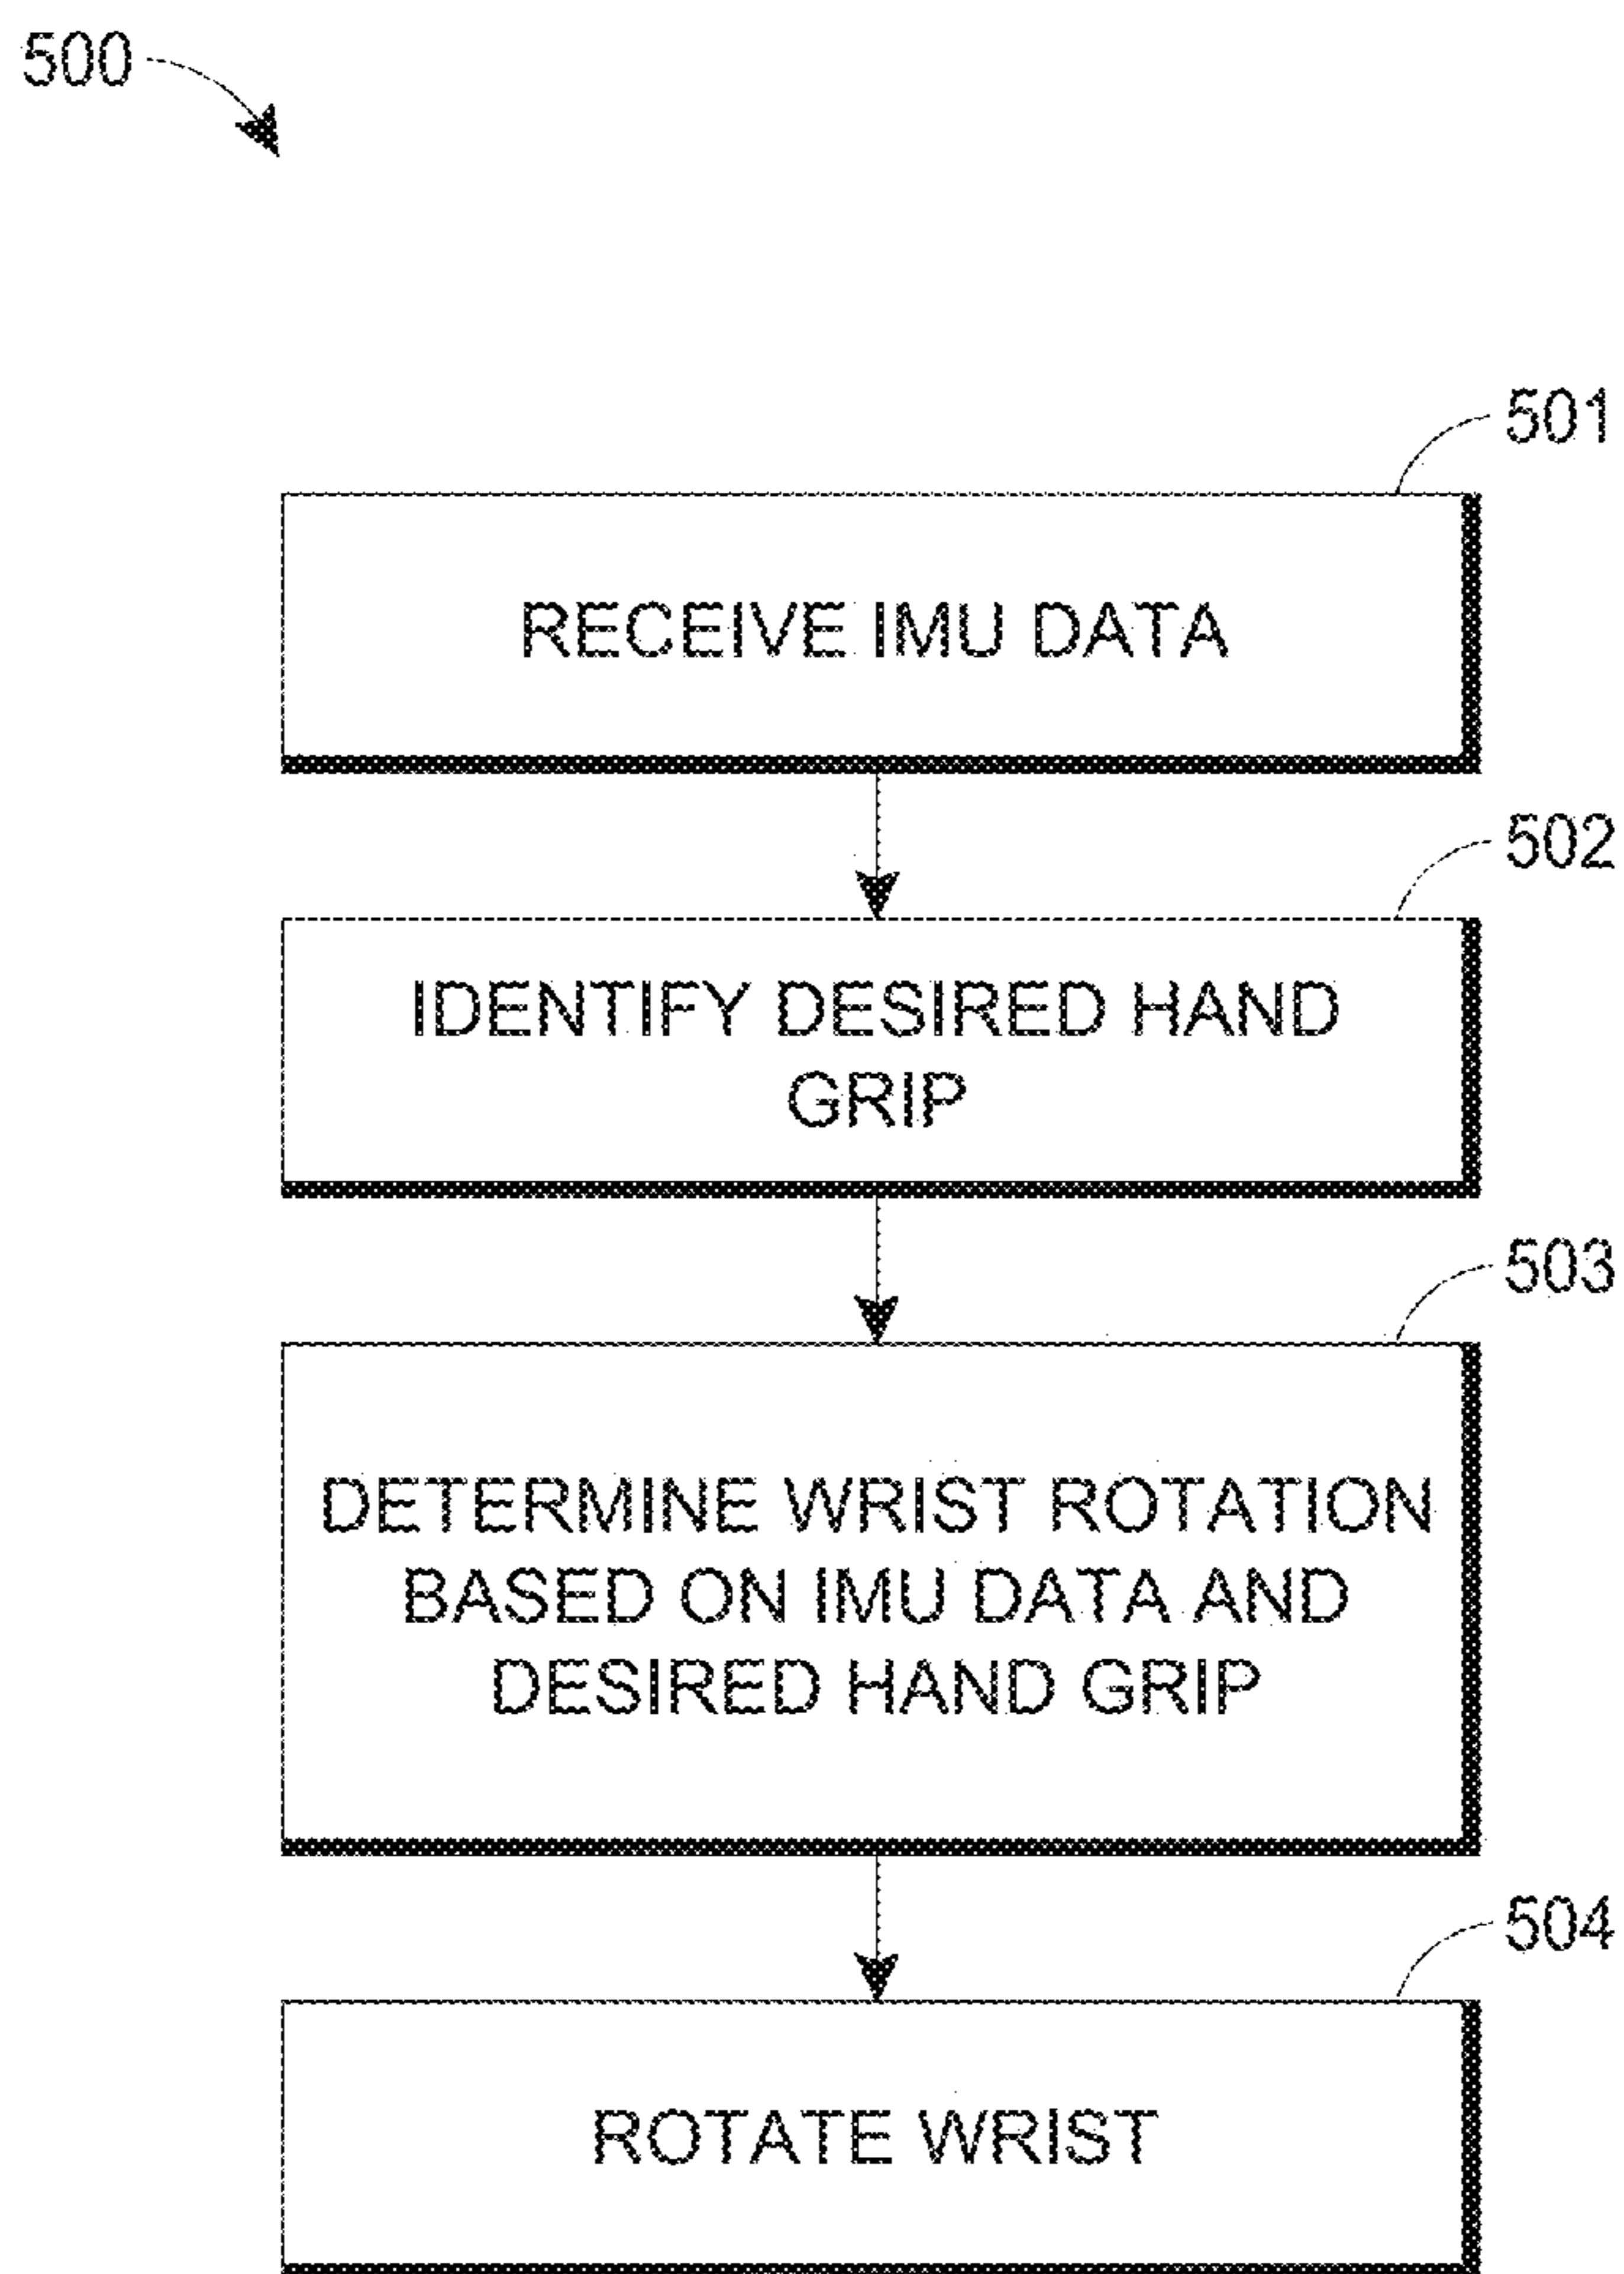 500
501
RECEIVE IMU DATA
502
IDENTIFY DESIRED HAND
GRIP
503
DETERMINE WRIST ROTATION
BASED ON IMU DATA AND
DESIRED HAND GRIP
504
ROTATE WRIST